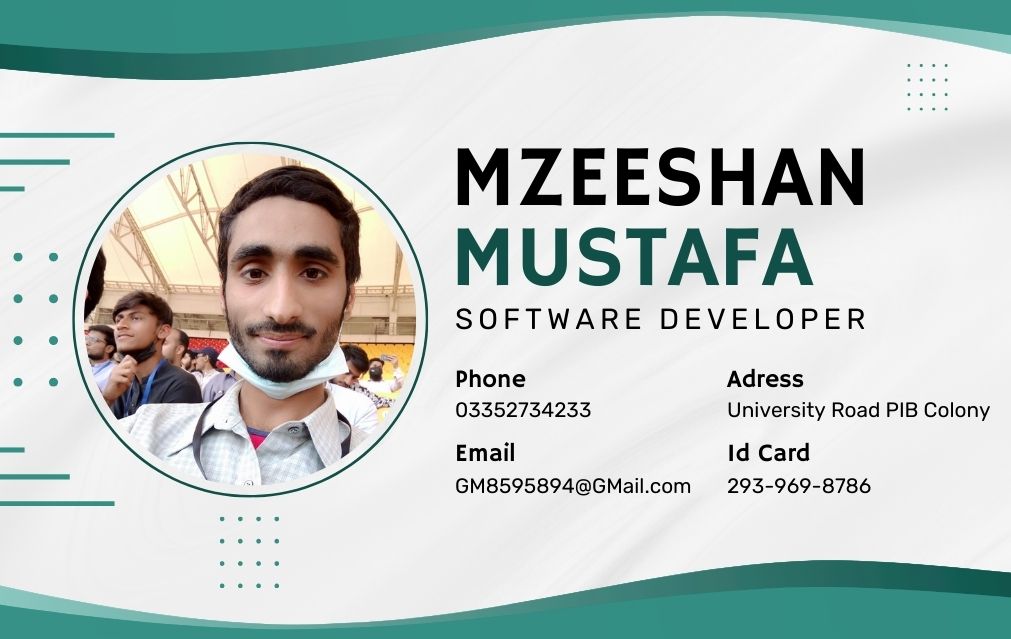 MZEESHAN
MUSTAFA
SOFTWARE DEVELOPER
Phone
03352734233
Adress
University Road PIB Colony
Email
GM8595894@GMail.com
Id Card
293-969-8786